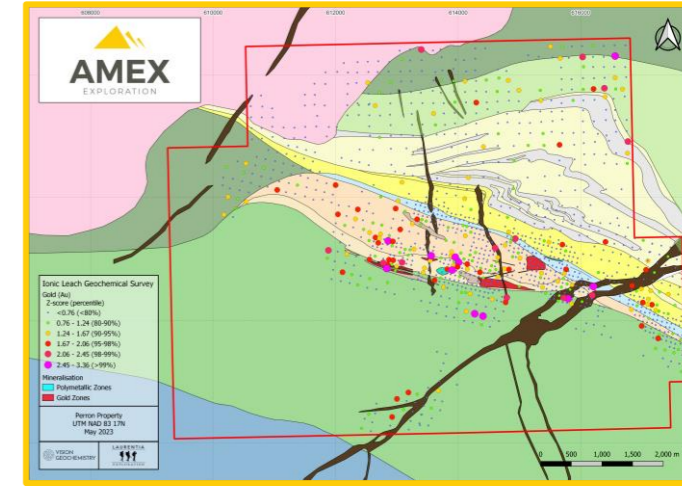 608000 610000 612000 614000 616000
AMEX
EXPLORATION
Ionic Leach Geochemical Survey
Gold (Au)
Z-score (percentile)
<0.76 (<80%)
0.76 - 1.24 (80-90%)
1.24 - 1.67 (90-95%)
1.67 - 2.06 (95-98%)
2.06 - 2.45 (98-99%)
2.45 - 3.36 (>99%)
Mineralisation
Polymetallic Zones
Gold Zones
Perron Property
UTM NAD 83 17N
May 2023
VISION
GEOCHEMISTRY
LAURENTIA
EXPLORATION
0 500 1,000 1,500 2,000 m